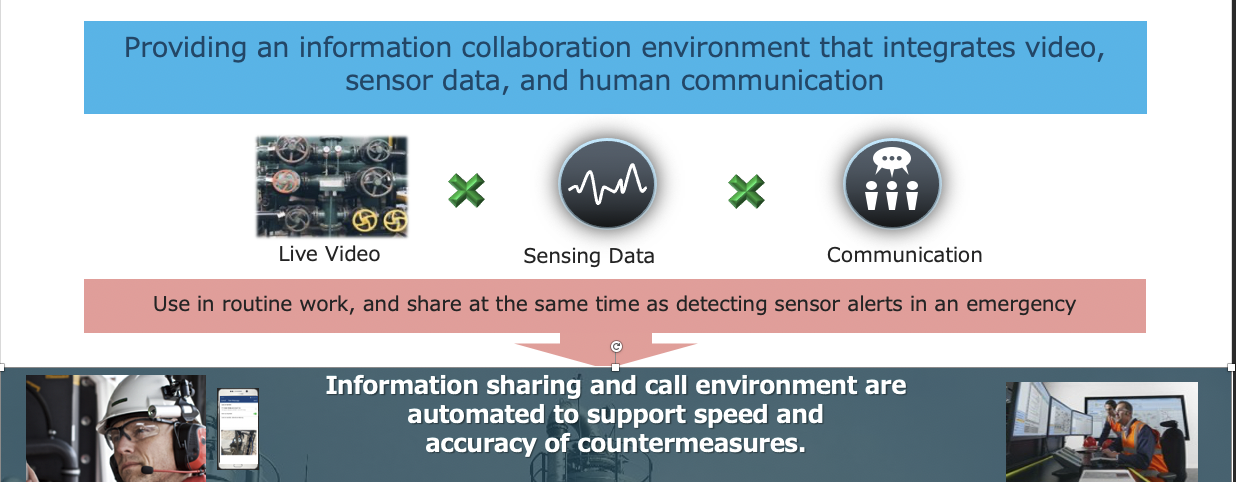 Providing an information collaboration environment that integrates video,
sensor data, and human communication
Live Video
Sensing Data
Communication
Use in routine work, and share at the same time as detecting sensor alerts in an emergency
Information sharing and call environment are
automated to support speed and
accuracy of countermeasures.